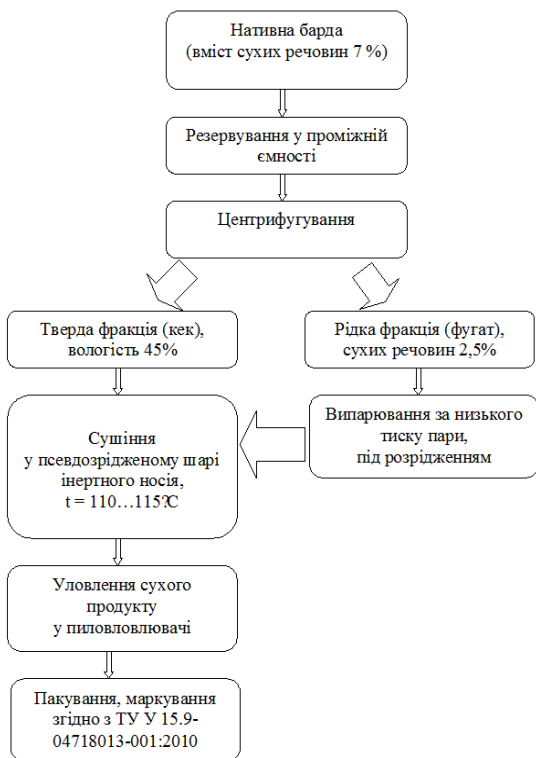 Нативна барда
(вміст сухих речовин 7 %)
Резервування у проміжній
ємності
Центрифугування
Тверда фракція (кек),
вологість 45%
Рідка фракція (фугат),
сухих речовин 2,5%
Сушіння
у псевдозрідженому шарі
інертного носія,
t = 110…115?С
Випарювання за низького
тиску пари,
під розрідженням
Уловлення сухого
продукту
у пиловловлювачі
Пакування, маркування
згідно з ТУ У 15.9-
04718013-001:2010